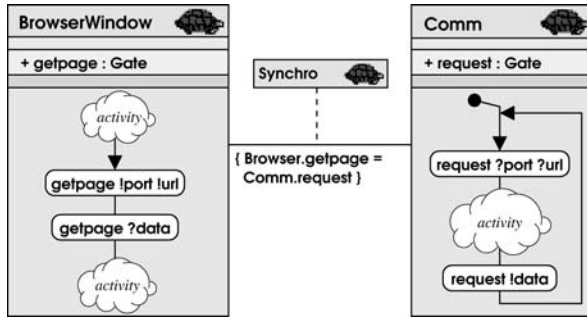 BrowserWindow
+ getpage : Gate
activity
getpage !port !url
getpage ?data
activity
Synchro
{ Browser.getpage =
Comm.request }
Comm
+ request : Gate
request ?port ?url
activity
request !data